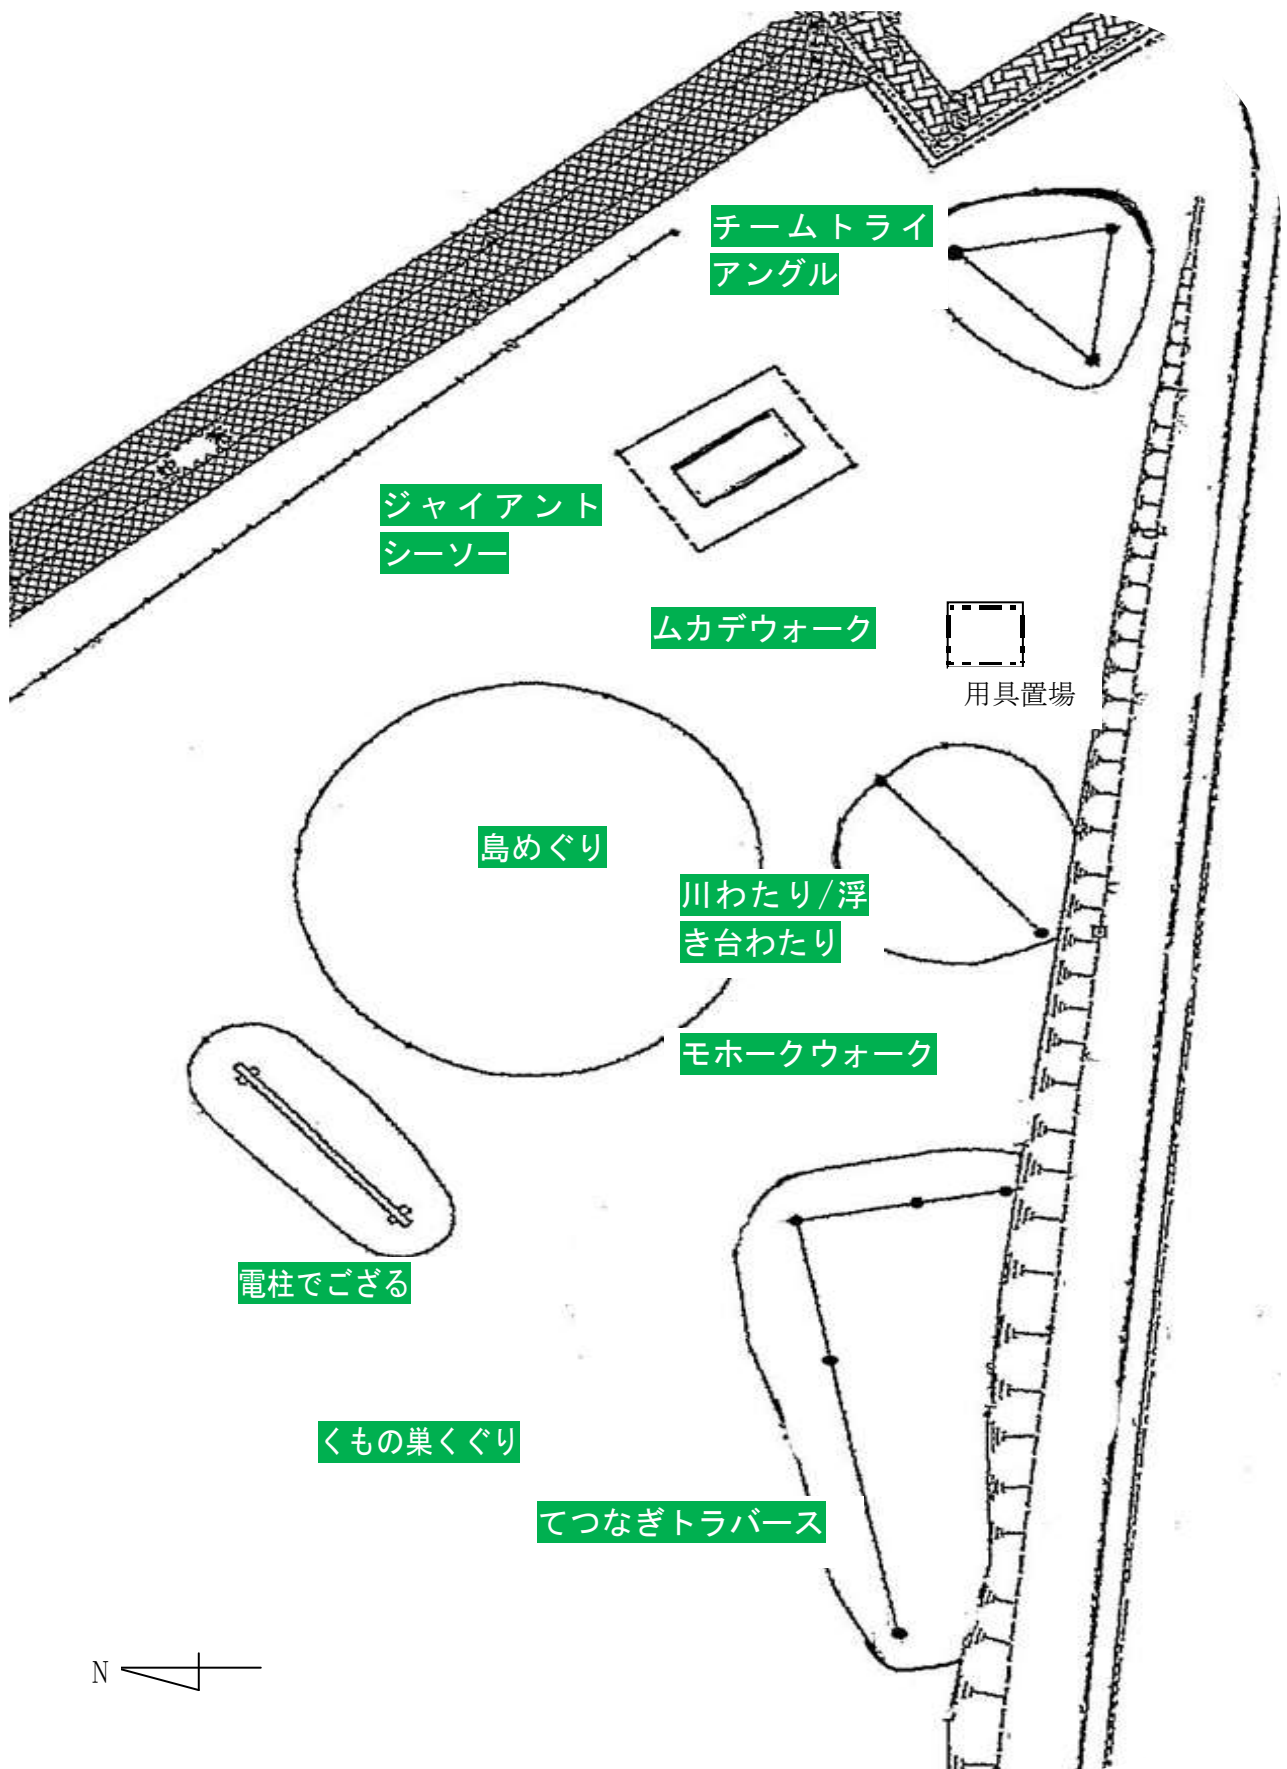 チームトライ
アングル
ジャイアント
シーソー
ムカデウォーク
用具置場
島めぐり
川わたり/浮
き台わたり
モホークウォーク
電柱でござる
くもの巣くぐり
てつなぎトラバース
N